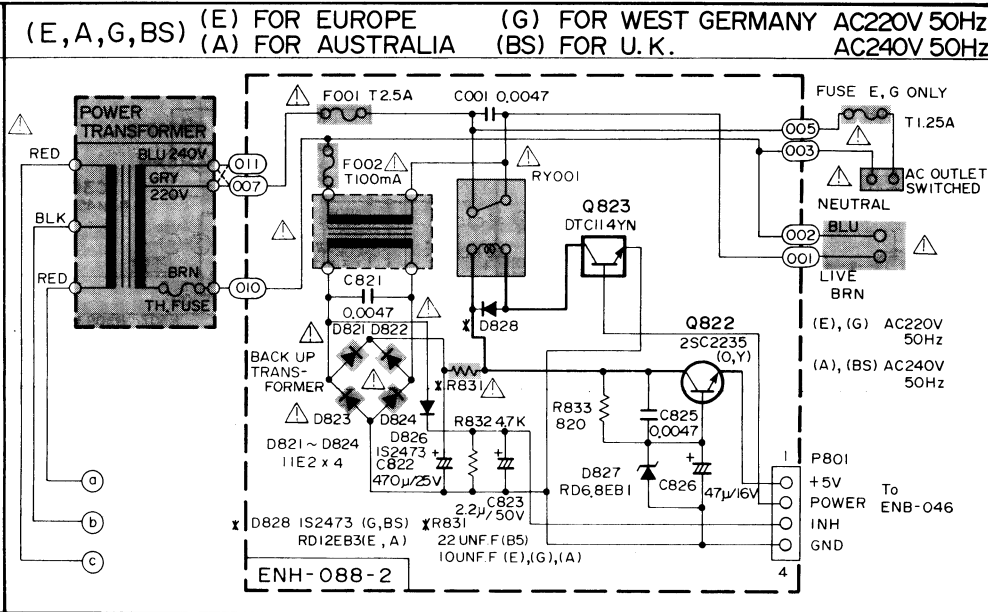 (E,A,G,BS) (E) FOR EUROPE (G) FOR WEST GERMANY AC220V 50Hz
(A) FOR AUSTRALIA (BS) FOR U.K. AC240V 50Hz
POWER
TRANSFORMER
RED
BLU 240V
GRY
220V
BLK
RED
BRN
TH.FUSE
011
007
010
F001 T2.5A
C001 0.0047
F002
T100mA
RY001
Q823
DTC114YN
FUSE E, G ONLY
T1.25A
005
003
AC OUTLET
SWITCHED
NEUTRAL
002
BLU
001
LIVE
BRN
C821
0.0047
D821 D822
BACK UP
TRANS-
FORMER
D823 D824
D821 ~ D824
11E2 x 4
* D828
*R831
D826
1S2473
C822
470μ/25V
R832 4.7K
C823
2.2μ/50V
Q822
2SC2235
(O,Y)
R833
820
C825
0.0047
D827
RD6.8EB1
C826
47μ/16V
(E), (G) AC220V
50Hz
(A), (BS) AC240V
50Hz
1 P801
+5V
POWER
INH
GND
4
To
ENB-046
a
b
c
* D828 1S2473 (G,BS)
RD12EB3(E,A)
*R831
22UNF.F (BS)
10UNF.F (E),(G),(A)
ENH-088-2